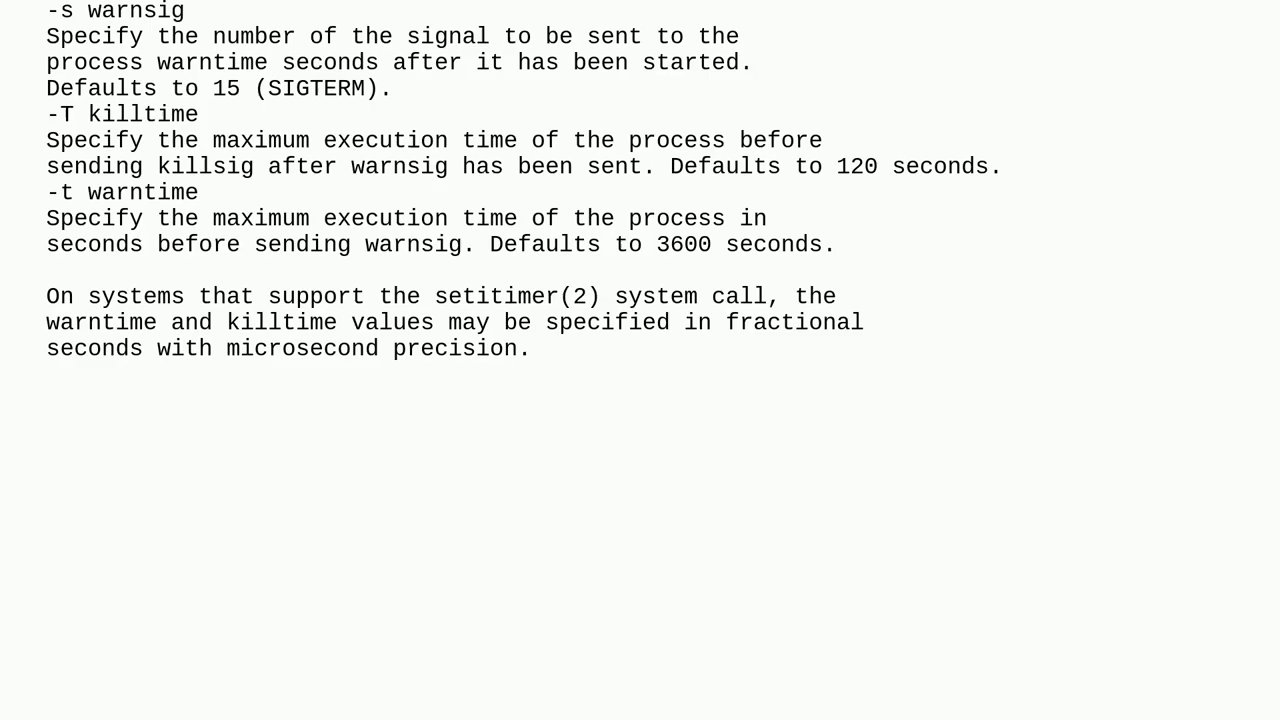 -s warnsig
Specify the number of the signal to be sent to the
process warntime seconds after it has been started.
Defaults to 15 (SIGTERM).
-T killtime
Specify the maximum execution time of the process before
sending killsig after warnsig has been sent. Defaults to 120 seconds.
-t warntime
Specify the maximum execution time of the process in
seconds before sending warnsig. Defaults to 3600 seconds.

On systems that support the setitimer(2) system call, the
warntime and killtime values may be specified in fractional
seconds with microsecond precision.